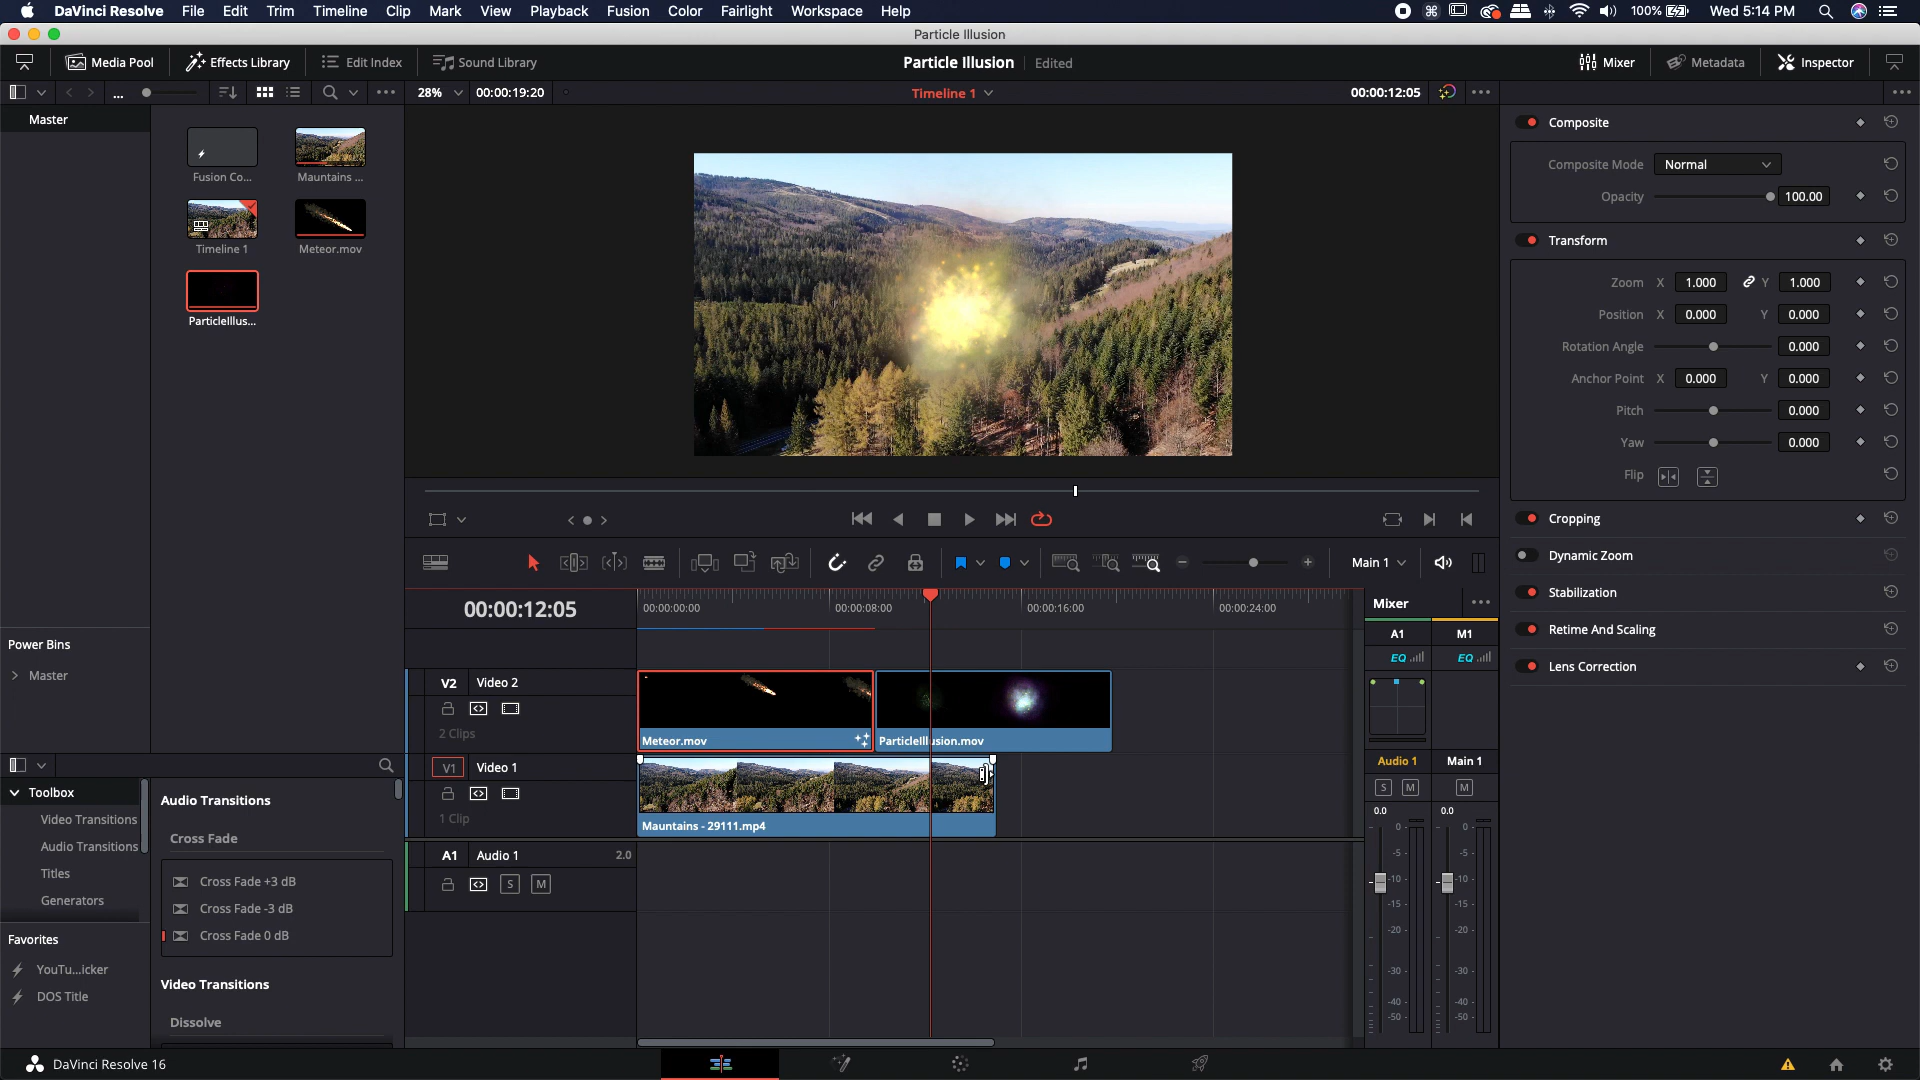 DaVinci Resolve File Edit Trim Timeline Clip Mark View Playback Fusion Color Fairlight Workspace Help 100% Wed 5:14 PM
Particle Illusion
Media Pool Effects Library Edit Index Sound Library Particle Illusion Edited Mixer Metadata Inspector
... 28% 00:00:19:20 Timeline 1 00:00:12:05
Master
Fusion Co... Mauntains ...
Timeline 1 Meteor.mov
ParticleIllus...
Composite
Composite Mode Normal
Opacity 100.00
Transform
Zoom X 1.000 Y 1.000
Position X 0.000 Y 0.000
Rotation Angle 0.000
Anchor Point X 0.000 Y 0.000
Pitch 0.000
Yaw 0.000
Flip
Cropping
Dynamic Zoom
Stabilization
Retime And Scaling
Lens Correction
Main 1
00:00:12:05 00:00:00:00 00:00:08:00 00:00:16:00 00:00:24:00
V2 Video 2
2 Clips
Meteor.mov ParticleIllusion.mov
V1 Video 1
1 Clip
Mauntains - 29111.mp4
A1 Audio 1 2.0
S M
Mixer
A1 M1
EQ EQ
Audio 1 Main 1
S M M
0.0 0.0
0- 0-
-5- -5-
-10- -10-
-15- -15-
-20- -20-
-30- -30-
-40- -40-
-50- -50-
Power Bins
Master
Toolbox
Video Transitions
Audio Transitions
Titles
Generators
Favorites
YouTu...icker
DOS Title
Audio Transitions
Cross Fade
Cross Fade +3 dB
Cross Fade -3 dB
Cross Fade 0 dB
Video Transitions
Dissolve
DaVinci Resolve 16